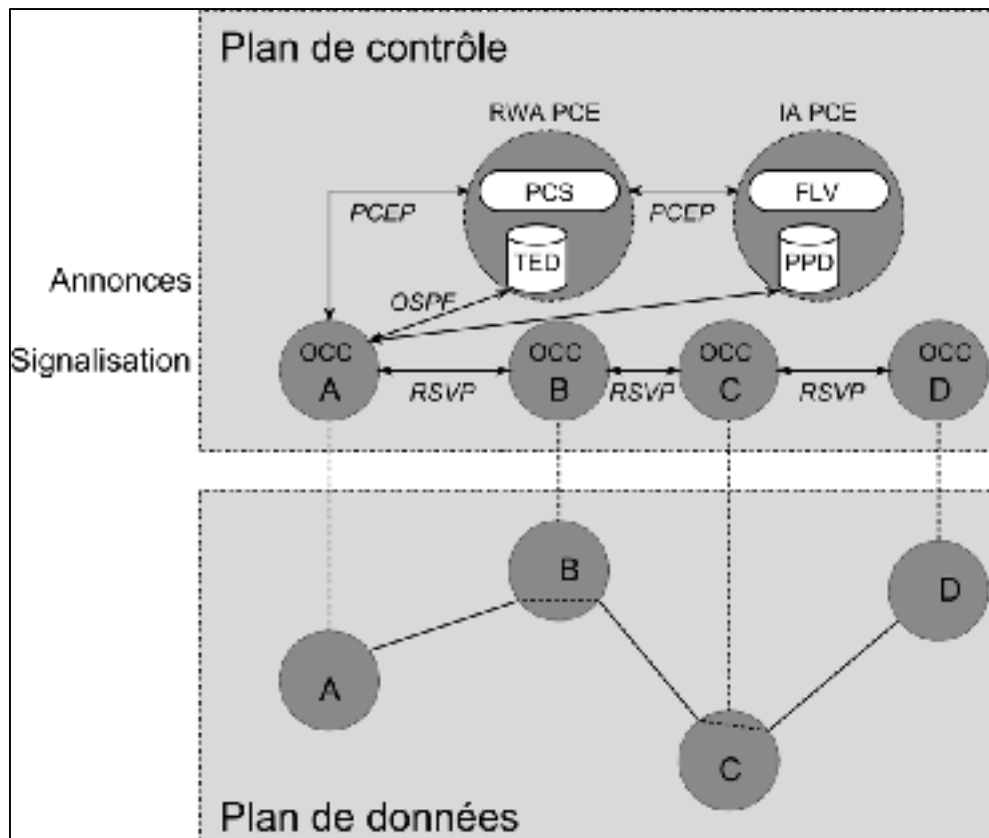 Plan de contrôle
RWA PCE
IA PCE
PCS
FLV
PCEP
PCEP
TED
PPD
Annonces
OSPF
Signalisation
OCC
A
OCC
B
OCC
C
OCC
D
RSVP
RSVP
RSVP
B
D
A
C
Plan de données